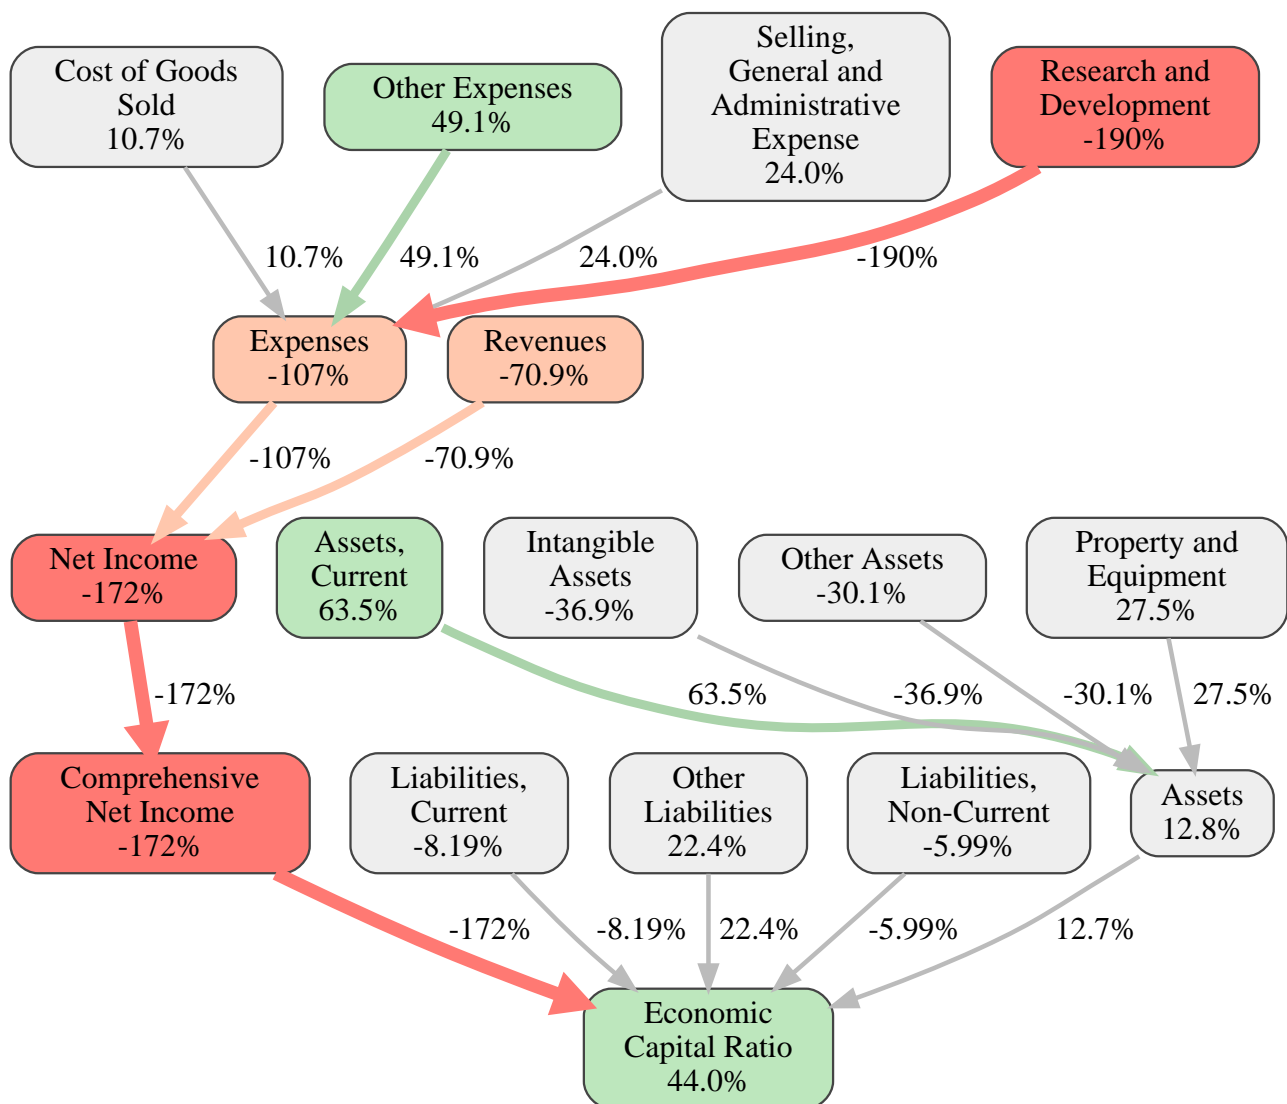 Cost of Goods
Sold
10.7%
Other Expenses
49.1%
Selling,
General and
Administrative
Expense
24.0%
Research and
Development
-190%
10.7%
49.1%
24.0%
-190%
Expenses
-107%
Revenues
-70.9%
-107%
-70.9%
Net Income
-172%
Assets,
Current
63.5%
Intangible
Assets
-36.9%
Other Assets
-30.1%
Property and
Equipment
27.5%
-172%
63.5%
-36.9%
-30.1%
27.5%
Comprehensive
Net Income
-172%
Liabilities,
Current
-8.19%
Other
Liabilities
22.4%
Liabilities,
Non-Current
-5.99%
Assets
12.8%
-172%
-8.19%
22.4%
-5.99%
12.7%
Economic
Capital Ratio
44.0%